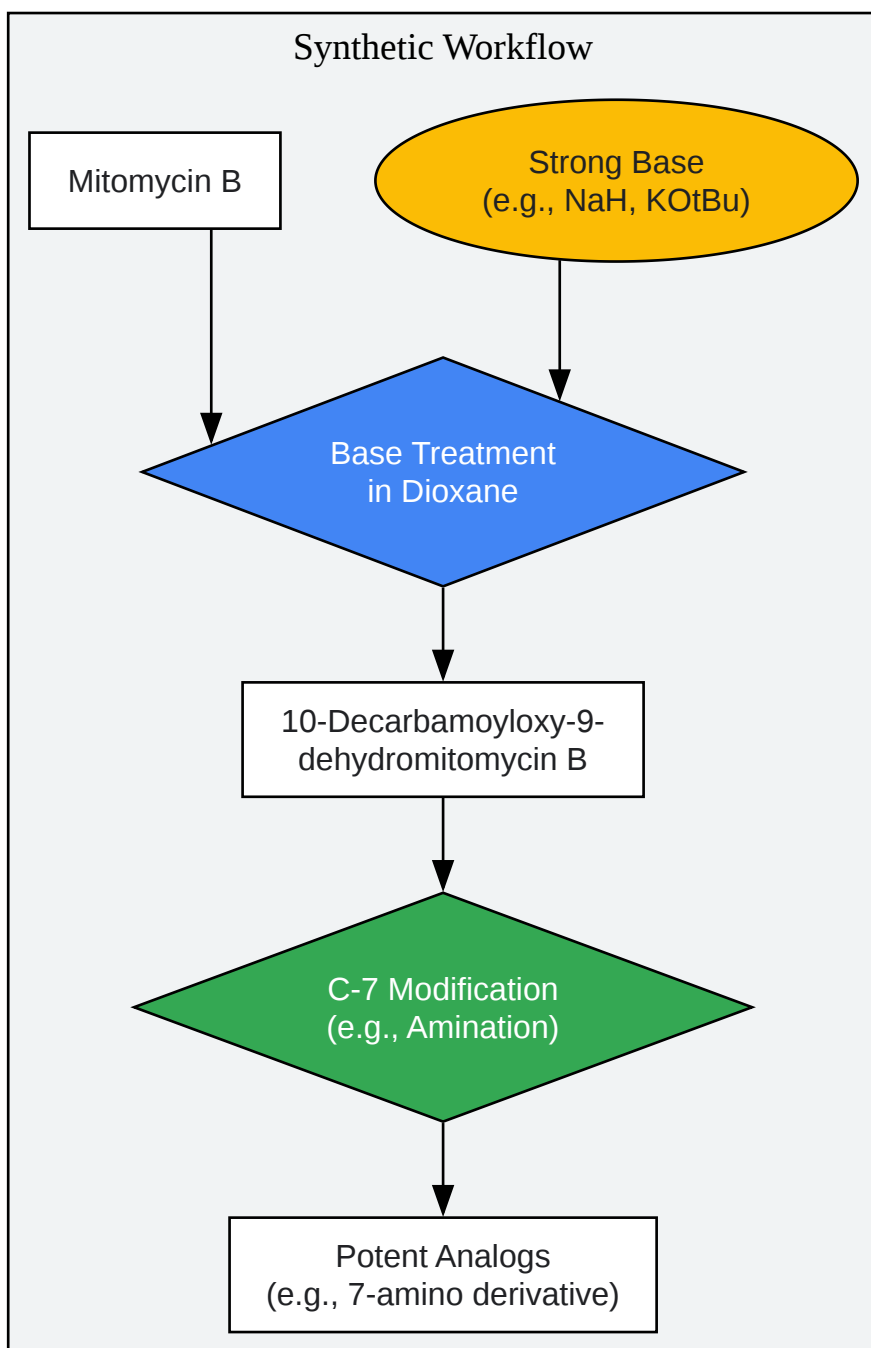 Synthetic Workflow
Mitomycin B
Strong Base
(e.g., NaH, KOtBu)
Base Treatment
in Dioxane
10-Decarbamoyloxy-9-
dehydromitomycin B
C-7 Modification
(e.g., Amination)
Potent Analogs
(e.g., 7-amino derivative)